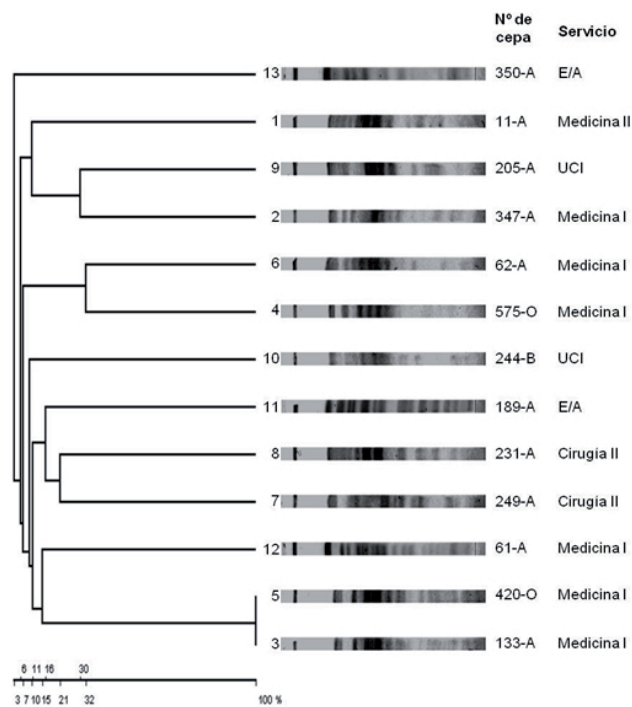 Nº de cepa Servicio
13 350-A E/A
1 11-A Medicina II
9 205-A UCI
2 347-A Medicina I
6 62-A Medicina I
4 575-O Medicina I
10 244-B UCI
11 189-A E/A
8 231-A Cirugía II
7 249-A Cirugía II
12 61-A Medicina I
5 420-O Medicina I
3 133-A Medicina I
6 11 16 30
3 7 10 15 21 32 100 %